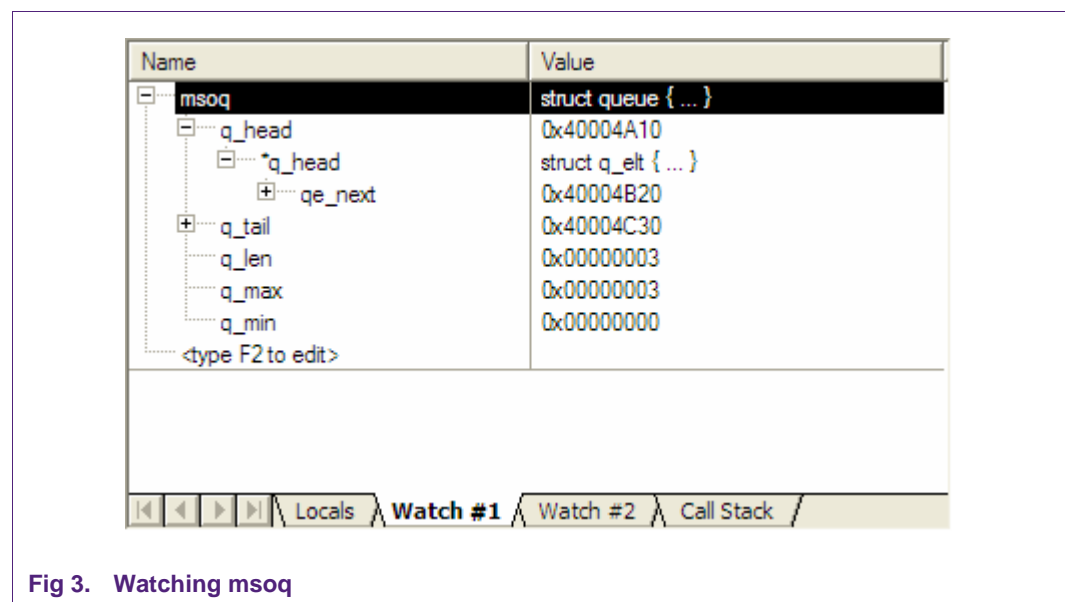 Name Value
msoq struct queue { ... }
q_head 0x40004A10
*q_head struct q_elt { ... }
qe_next 0x40004B20
q_tail 0x40004C30
q_len 0x00000003
q_max 0x00000003
q_min 0x00000000
<type F2 to edit>
Locals Watch #1 Watch #2 Call Stack
Fig 3. Watching msoq